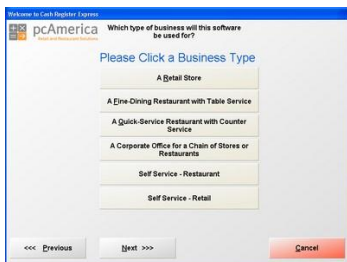 Welcome to Cash Register Express
pcAmerica
Retail and Restaurant Solutions
Which type of business will this software
be used for?
Please Click a Business Type
A Retail Store
A Fine-Dining Restaurant with Table Service
A Quick-Service Restaurant with Counter
Service
A Corporate Office for a Chain of Stores or
Restaurants
Self Service - Restaurant
Self Service - Retail
<<< Previous
Next >>>
Cancel